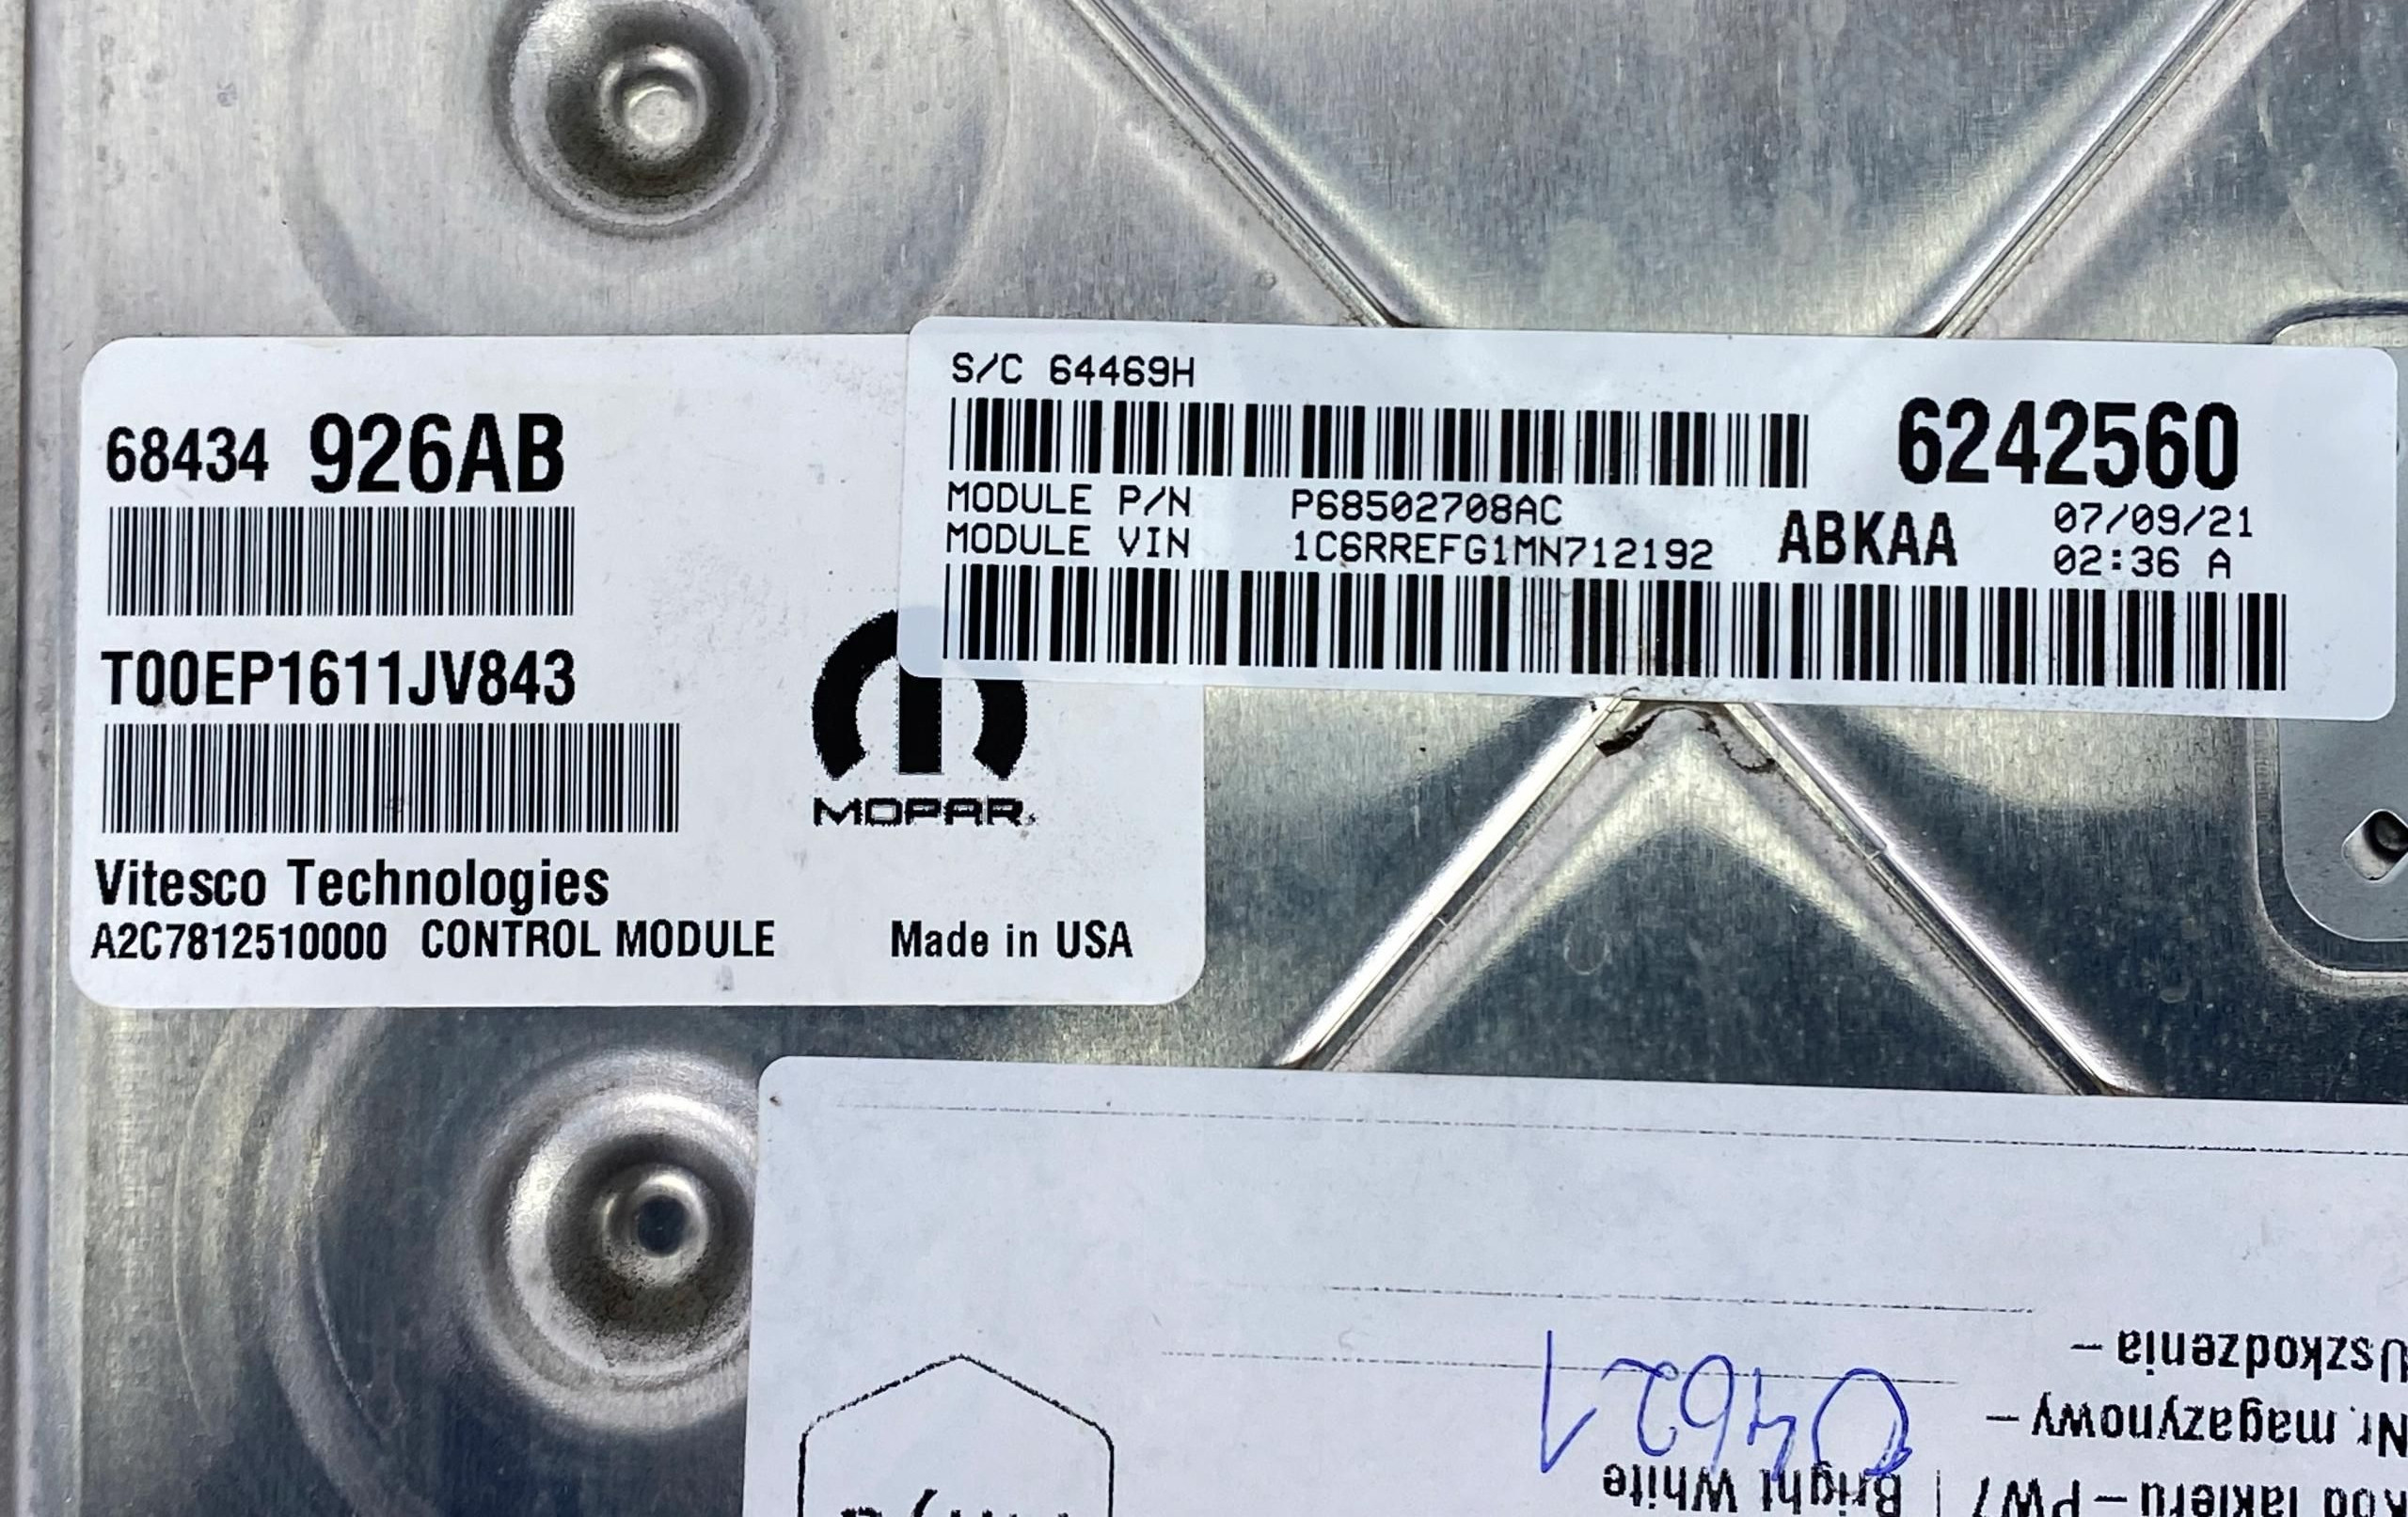 68434 926AB
T00EP1611JV843
MOPAR
Vitesco Technologies
A2C7812510000 CONTROL MODULE Made in USA
S/C 64469H
6242560
MODULE P/N P68502708AC
MODULE VIN 1C6RREFG1MN712192
ABKAA
07/09/21
02:36 A
kod lakieru – PW7 | Bright White
Nr. magazynowy –
04621
Uszkodzenia –